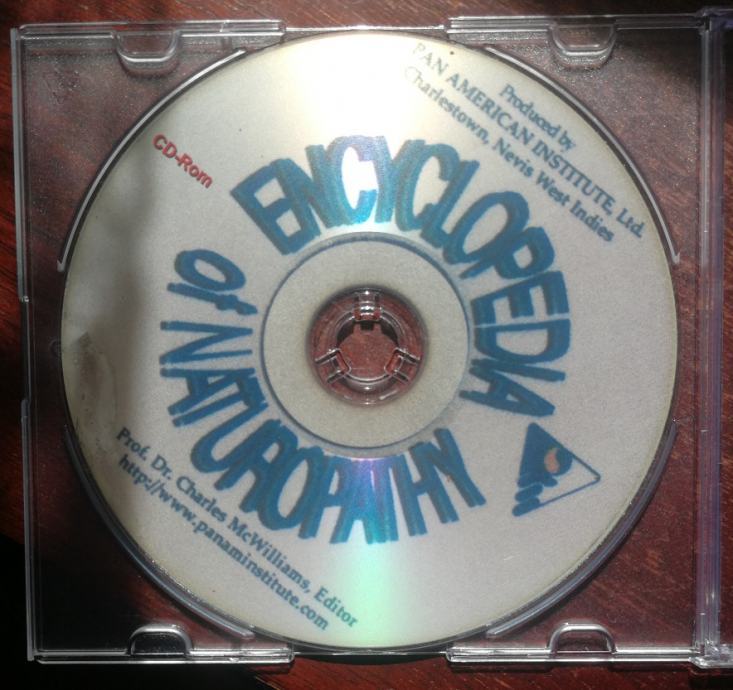 CD-Rom
Produced by
PAN AMERICAN INSTITUTE, Ltd.
Charlestown, Nevis West Indies
ENCYCLOPEDIA
Of NATUROPATHY
Prof. Dr. Charles McWilliams, Editor
http://www.panaminstitute.com